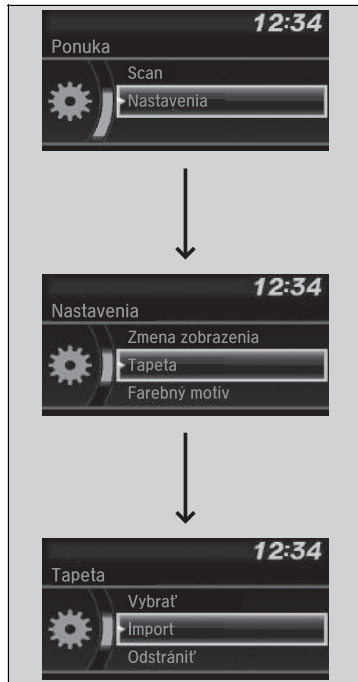 12:34
Ponuka
Scan
Nastavenia
12:34
Nastavenia
Zmena zobrazenia
Tapeta
Farebný motív
12:34
Tapeta
Vybrať
Import
Odstrániť